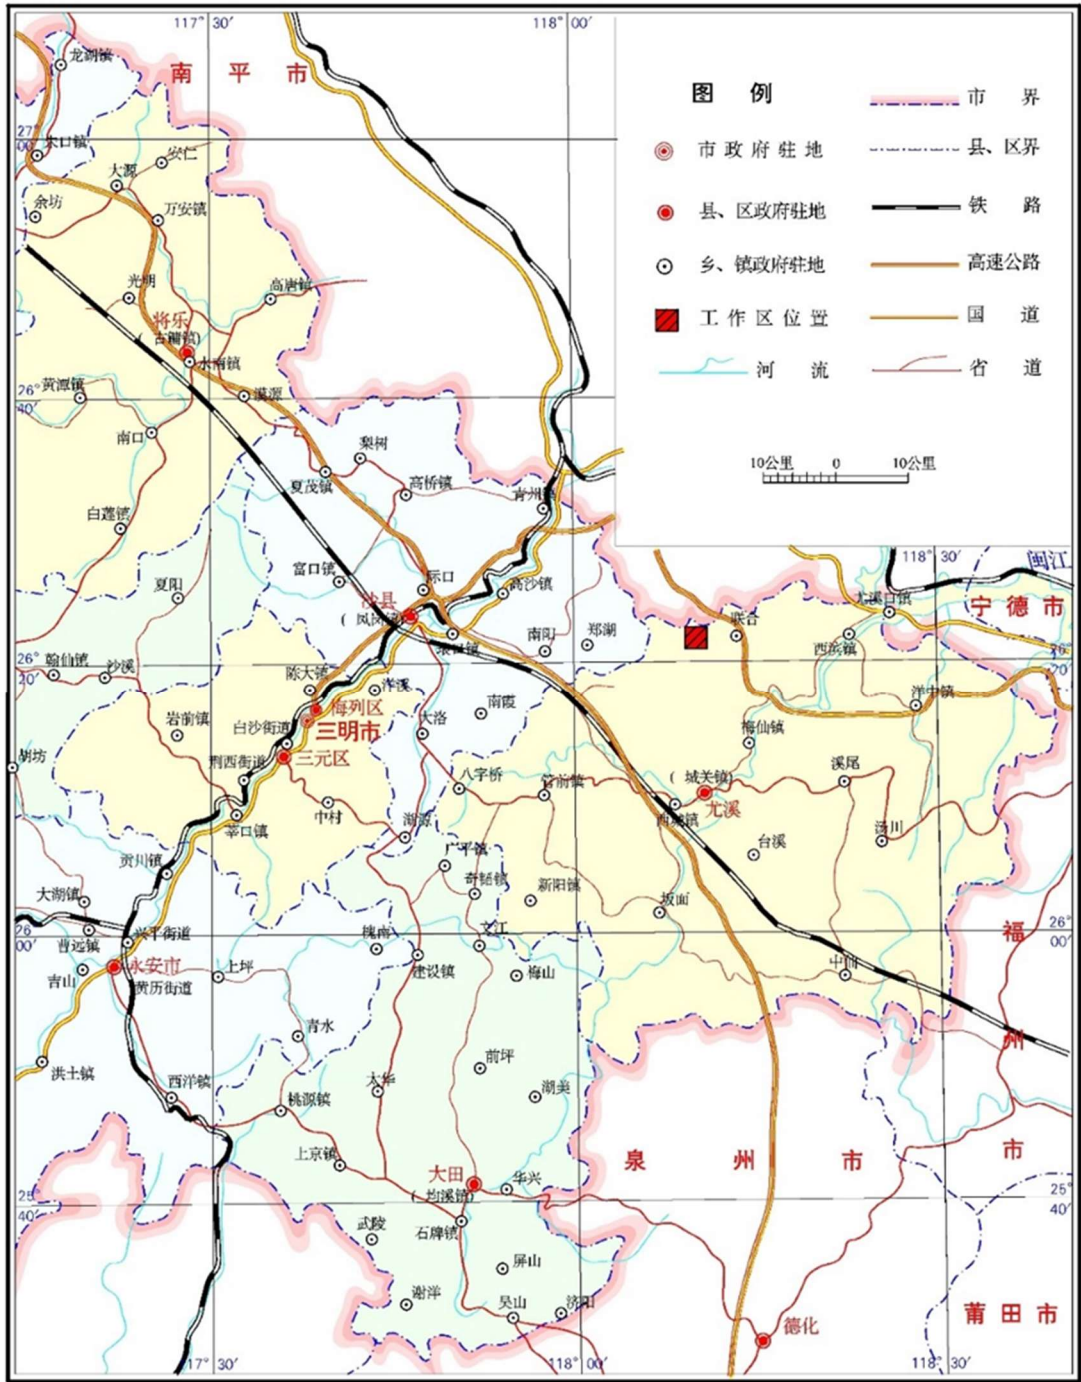 117° 30′
118° 00′
龙湖镇
南平市
图例
市界
27°
00′
朱口镇
安仁
大源
市政府驻地
县、区界
余坊
万安镇
县、区政府驻地
铁路
乡、镇政府驻地
高速公路
光明
高唐镇
将乐
(古镛镇)
水南镇
工作区位置
国道
河流
省道
黄潭镇
26°
40′
漠源
南口
梨树
10公里 0 10公里
夏茂镇
高桥镇
青州镇
白莲镇
富口镇
际口
高沙镇
118° 30′
闽江
夏阳
沙县
(凤岗镇)
尤溪口镇
宁德市
联合
南阳
郑湖
西滨镇
26°
20′
瀚仙镇
沙溪
陈大镇
洋溪
26°
20′
梅列区
南霞
洋中镇
岩前镇
白沙街道
三明市
大洛
梅仙镇
胡坊
荆西街道
三元区
八字桥
管前镇
(城关镇)
尤溪
溪尾
中村
西城镇
莘口镇
湖源
汤川
台溪
贡川镇
广平镇
奇韬镇
新阳镇
坂面
大湖镇
26°
00′
曹远镇
兴平街道
槐南
文江
福
26°
00′
吉山
永安市
黄历街道
上坪
建设镇
梅山
中仙
青水
州
洪土镇
前坪
西洋镇
太华
湖美
桃源镇
上京镇
泉州市
市
大田
(均溪镇)
华兴
25°
40′
25°
40′
武陵
石牌镇
屏山
谢洋
吴山
济阳
莆田市
德化
117° 30′
118° 00′
118° 30′